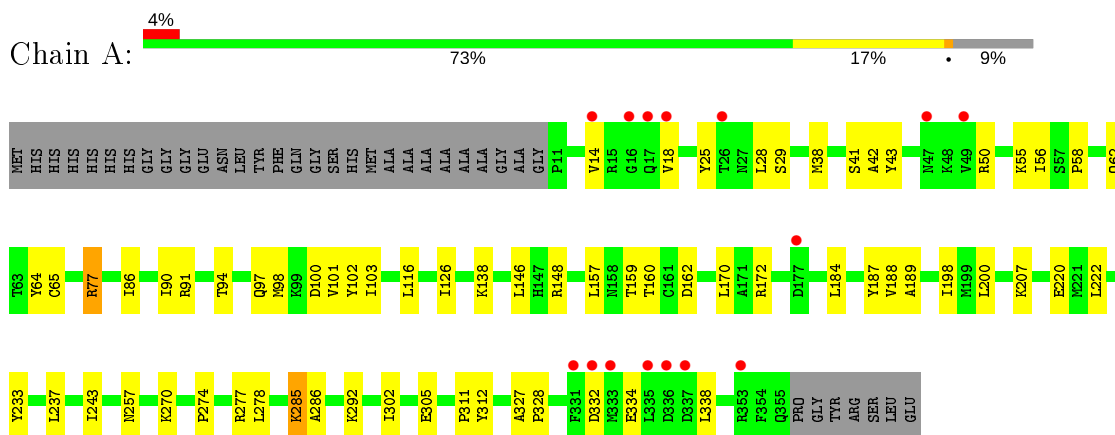 4%
Chain A:
73% 17% • 9%
MET HIS HIS HIS HIS HIS HIS GLY GLY GLY GLU ASN LEU TYR PHE GLN GLY SER HIS MET ALA ALA ALA ALA ALA ALA GLY ALA GLY P11 V14 R15 G16 Q17 V18 Y25 T26 N27 L28 S29 M38 S41 A42 Y43 N47 K48 V49 R50 K55 I56 S57 P58 Q62
T63 Y64 C65 R77 I86 I90 R91 T94 Q97 M98 K99 D100 V101 Y102 I103 L116 I126 K138 L146 H147 R148 L157 N158 T159 T160 C161 D162 L170 A171 R172 D177 L184 Y187 V188 A189 I198 M199 L200 K207 E220 M221 L222
Y233 L237 I243 N257 K270 P274 R277 L278 K285 A286 K292 I302 E305 P311 Y312 A327 P328 F331 D332 M333 E334 L335 D336 D337 L338 R353 F354 Q355 PRO GLY TYR ARG SER LEU GLU